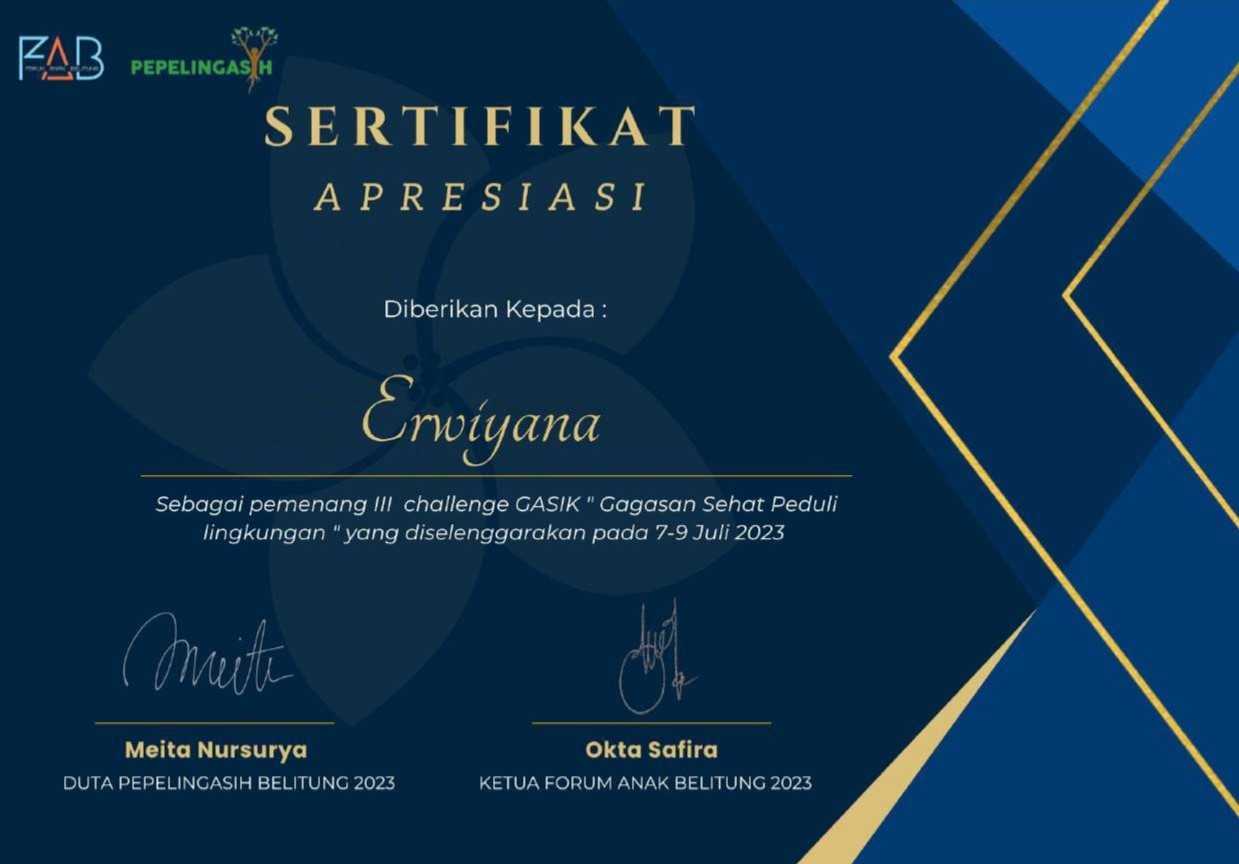 FAB
FORUM ANAK BELITUNG
PEPELINGASIH
SERTIFIKAT
APRESIASI
Diberikan Kepada :
Erwiyana
Sebagai pemenang III challenge GASIK " Gagasan Sehat Peduli
lingkungan " yang diselenggarakan pada 7-9 Juli 2023
Meita
Meita Nursurya
Okta Safira
DUTA PEPELINGASIH BELITUNG 2023
KETUA FORUM ANAK BELITUNG 2023